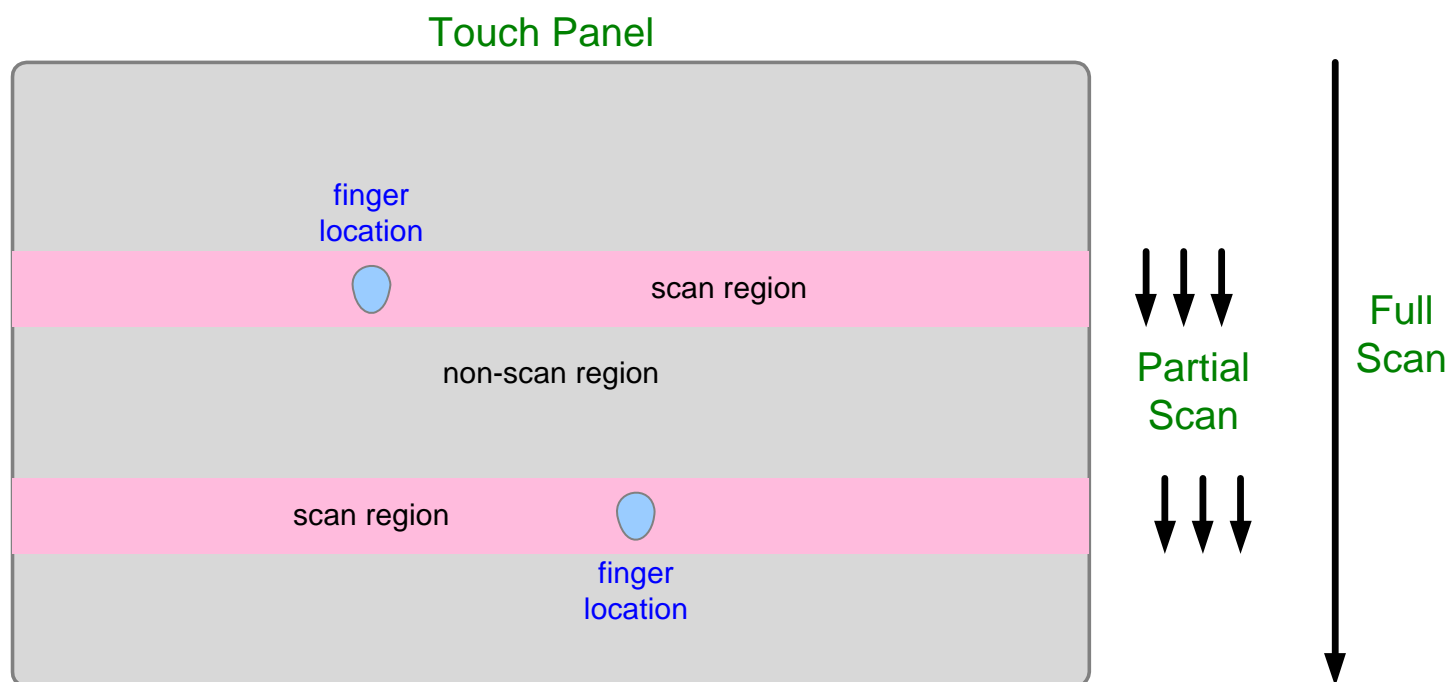 Touch Panel
finger
location
scan region
non-scan region
Partial
Scan
Full
Scan
scan region
finger
location